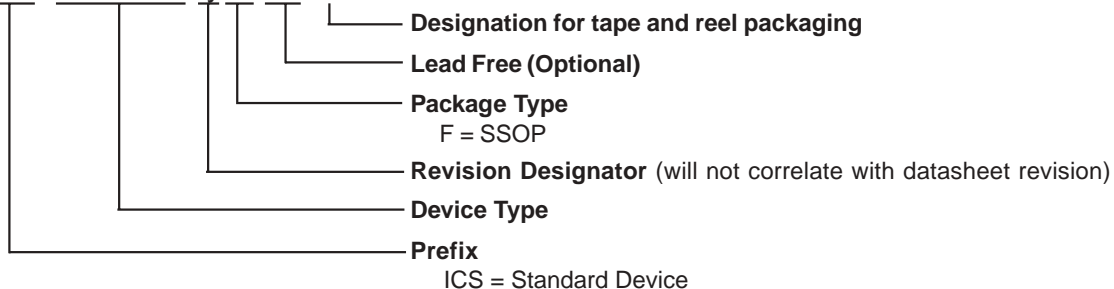 Designation for tape and reel packaging
Lead Free (Optional)
Package Type
F = SSOP
Revision Designator (will not correlate with datasheet revision)
Device Type
Prefix
ICS = Standard Device